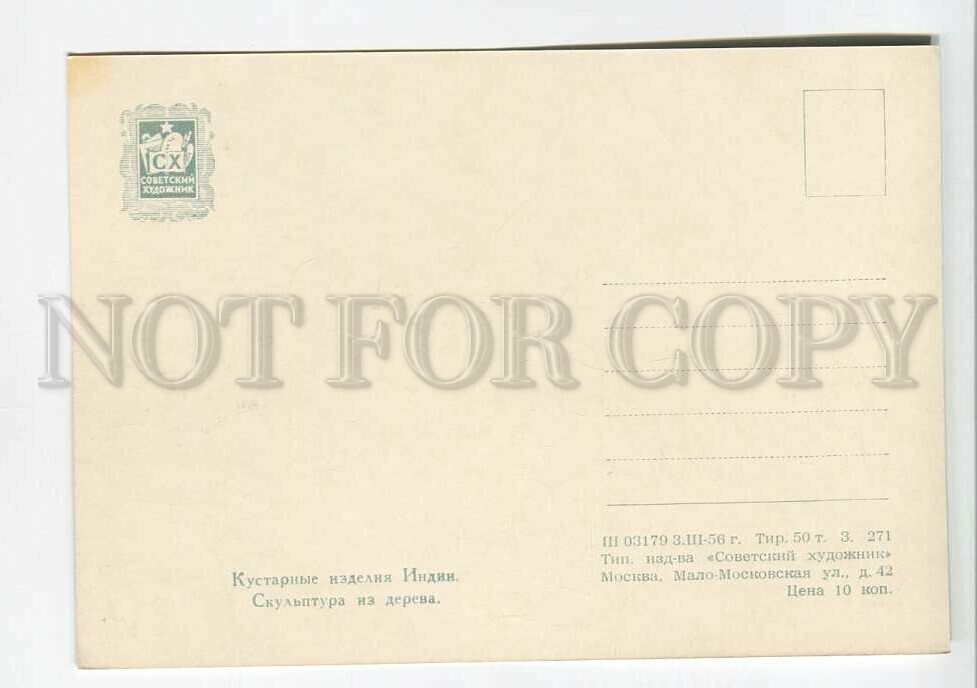 СХ
СОВЕТСКИЙ
ХУДОЖНИК
NOT FOR COPY
Ш 03179 3.III-56 г. Тир. 50 т. З. 271
Тип. изд-ва «Советский художник»
Москва, Мало-Московская ул., д. 42
Цена 10 коп.
Кустарные изделия Индии.
Скульптура из дерева.